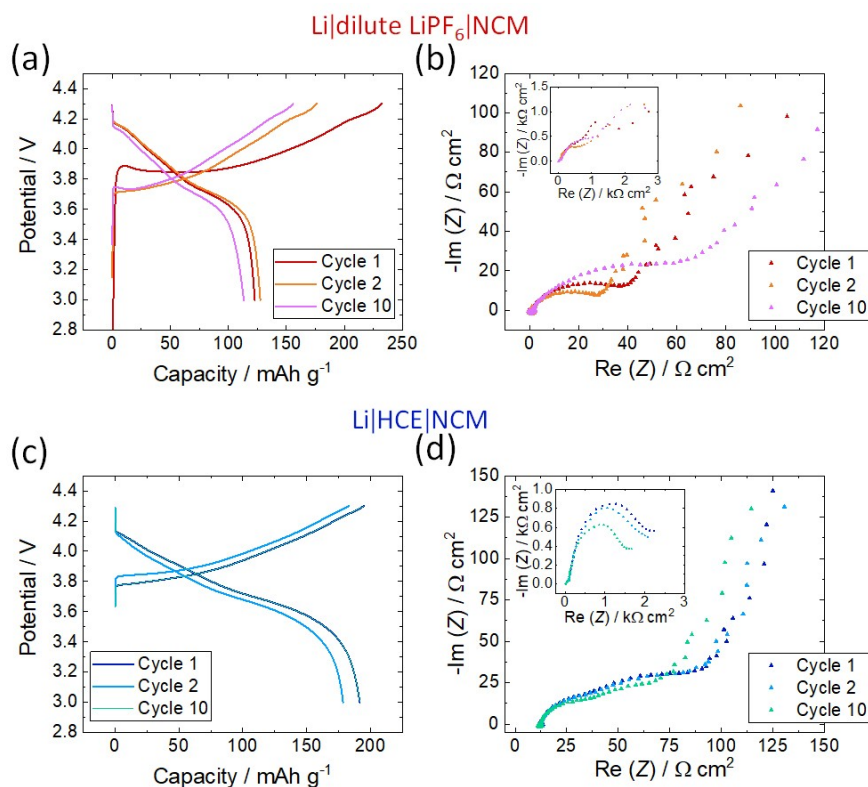 Li|dilute LiPF₆|NCM
(a)
Potential / V
4.4
4.2
4.0
3.8
3.6
3.4
3.2
3.0
2.8
Cycle 1
Cycle 2
Cycle 10
0 50 100 150 200 250
Capacity / mAh g⁻¹
(b)
-Im (Z) / Ω cm²
120
100
80
60
40
20
0
-Im (Z) / kΩ cm²
1.5
1.0
0.5
0.0
0 1 2 3
Re (Z) / kΩ cm²
Cycle 1
Cycle 2
Cycle 10
0 20 40 60 80 100 120
Re (Z) / Ω cm²
Li|HCE|NCM
(c)
Potential / V
4.4
4.2
4.0
3.8
3.6
3.4
3.2
3.0
2.8
Cycle 1
Cycle 2
Cycle 10
0 50 100 150 200
Capacity / mAh g⁻¹
(d)
-Im (Z) / Ω cm²
150
125
100
75
50
25
0
-Im (Z) / kΩ cm²
1.0
0.8
0.6
0.4
0.2
0.0
0 1 2 3
Re (Z) / kΩ cm²
Cycle 1
Cycle 2
Cycle 10
0 25 50 75 100 125 150
Re (Z) / Ω cm²